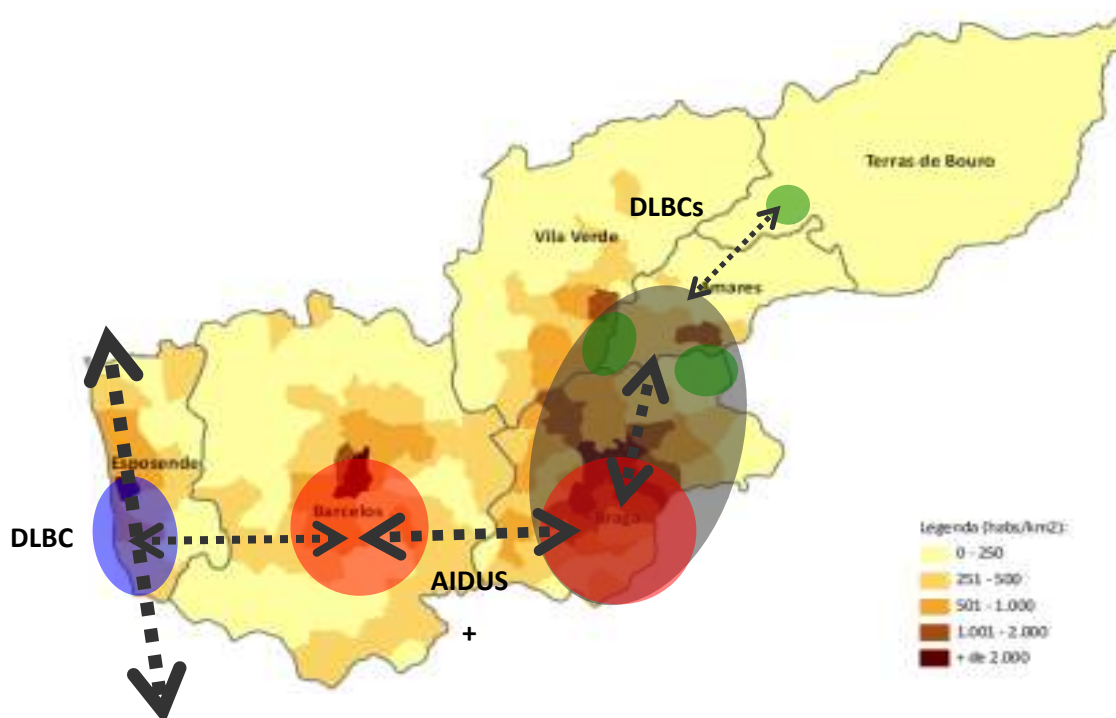 Terras de Bouro
DLBCs
Vila Verde
Amares
Esposende
Barcelos
Braga
DLBC
AIDUS
+
Legenda (habs/km2):
0 - 250
251 - 500
501 - 1.000
1.001 - 2.000
+ de 2.000